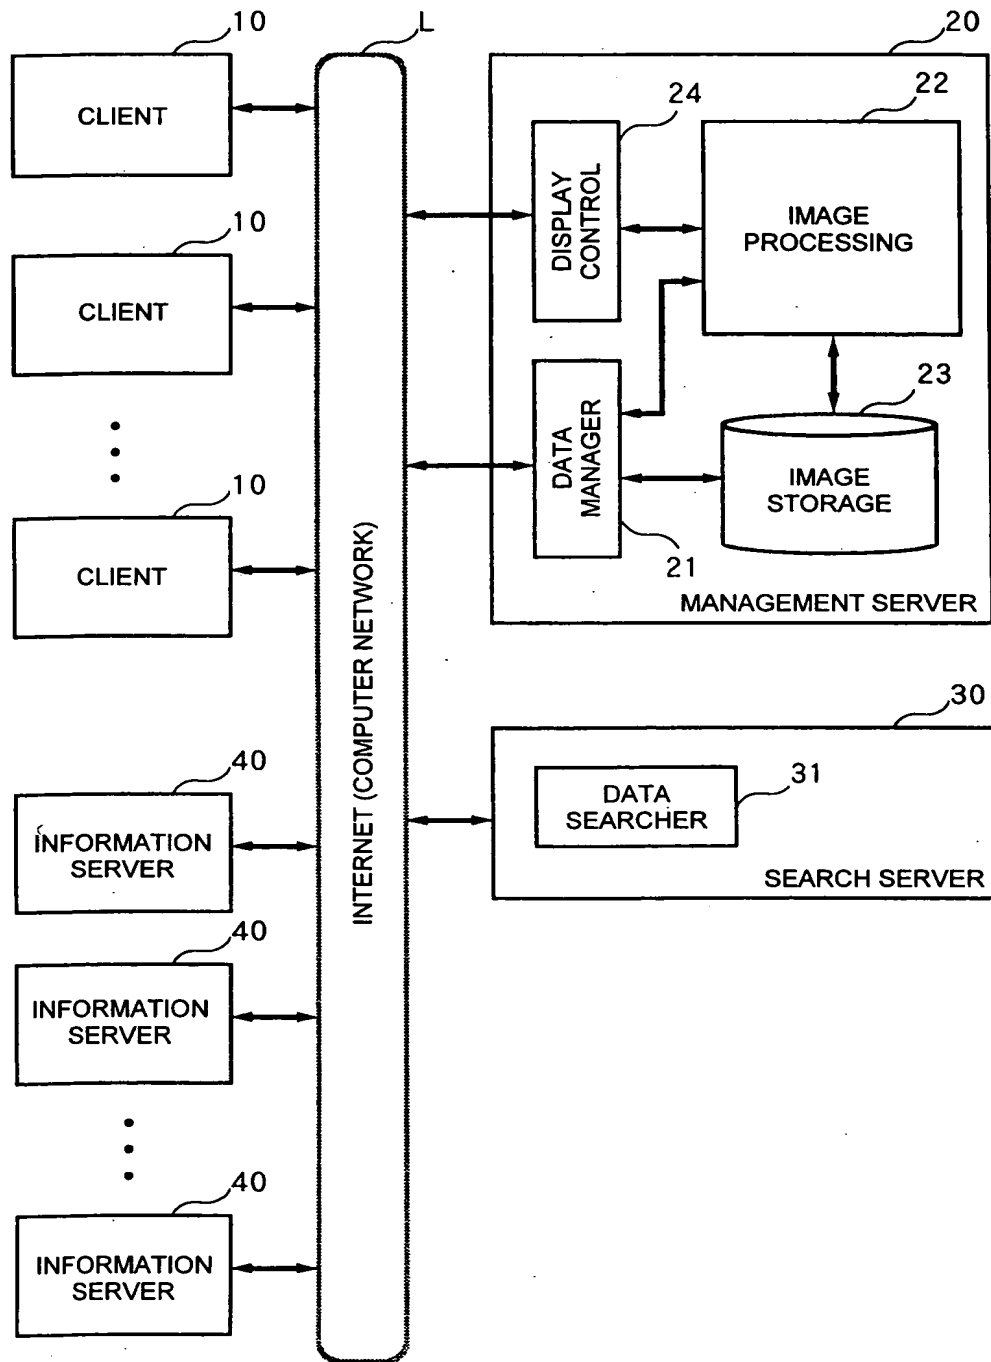 10
CLIENT
10
CLIENT
10
CLIENT
40
INFORMATION
SERVER
40
INFORMATION
SERVER
40
INFORMATION
SERVER
L
INTERNET (COMPUTER NETWORK)
20
24
DISPLAY
CONTROL
22
IMAGE
PROCESSING
DATA
MANAGER
21
23
IMAGE
STORAGE
MANAGEMENT SERVER
30
31
DATA
SEARCHER
SEARCH SERVER